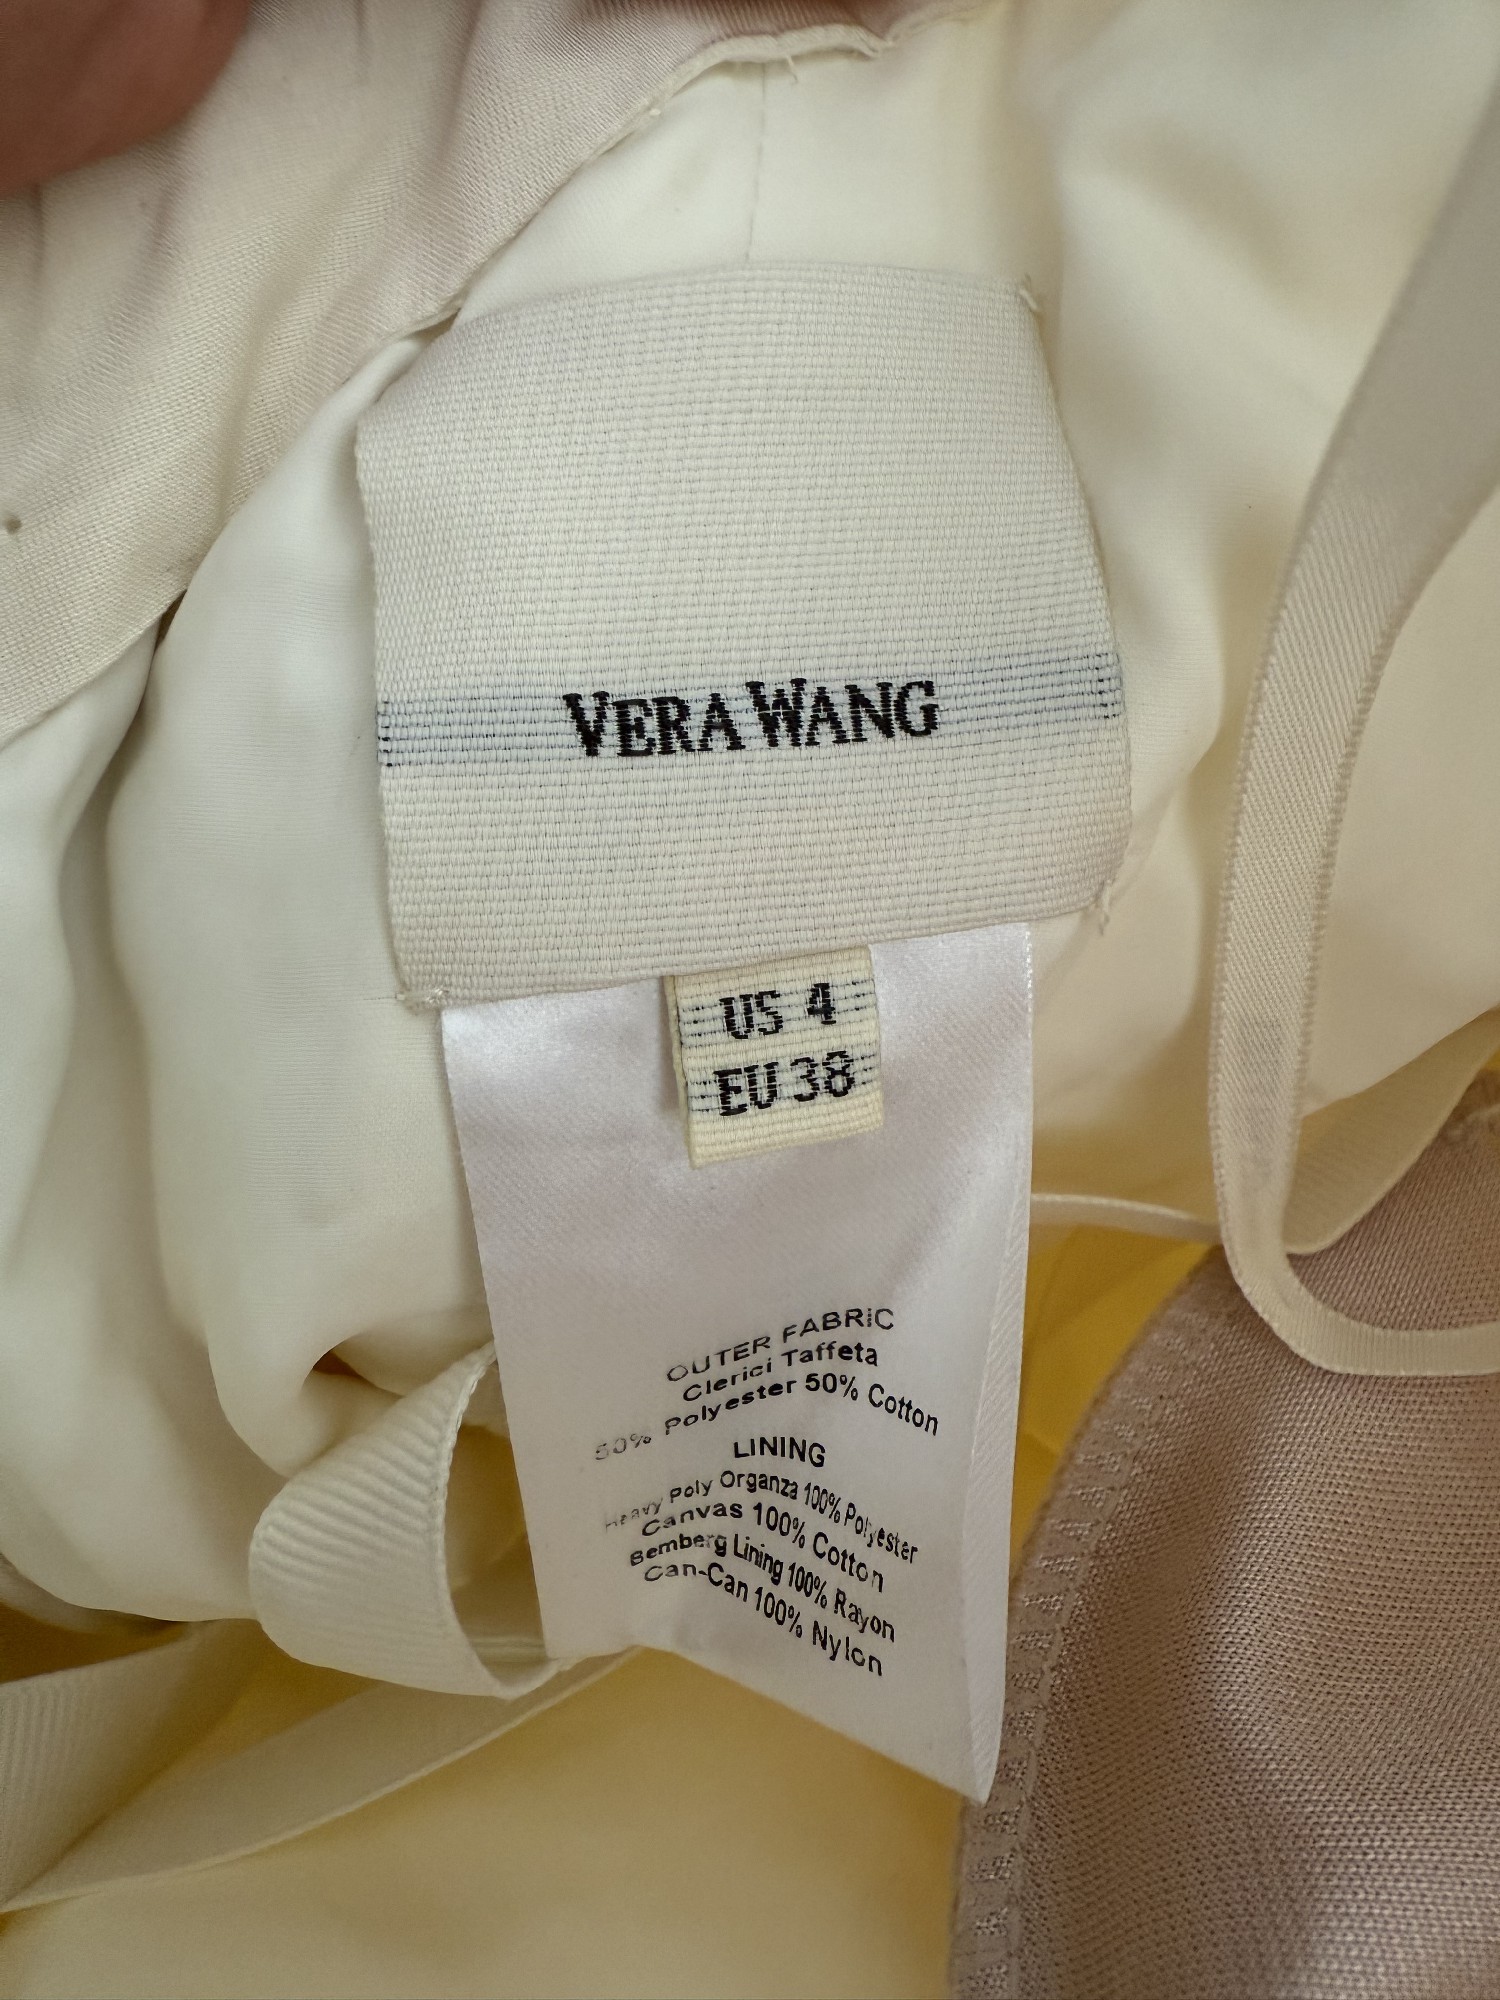 VERA WANG
US 4
EU 38
OUTER FABRIC
Clerici Taffeta
50% Polyester 50% Cotton
LINING
Heavy Poly Organza 100% Polyester
Canvas 100% Cotton
Bemberg Lining 100% Rayon
Can-Can 100% Nylon